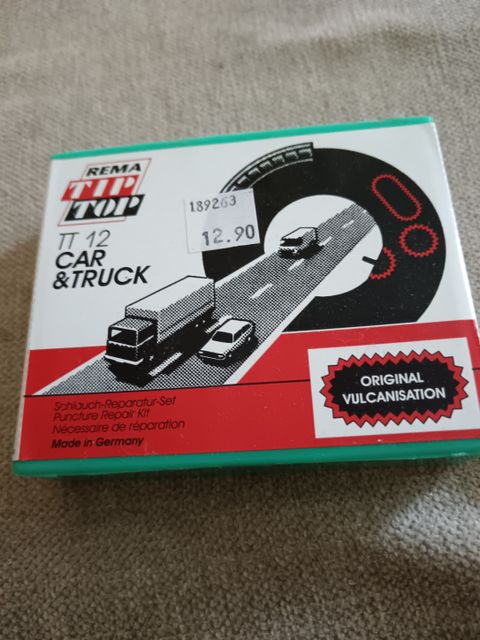 REMA
TIP
TOP
TT 12
CAR
& TRUCK
189263
12.90
ORIGINAL
VULCANISATION
Schlauch-Reparatur-Set
Puncture Repair Kit
Nécessaire de réparation
Made in Germany